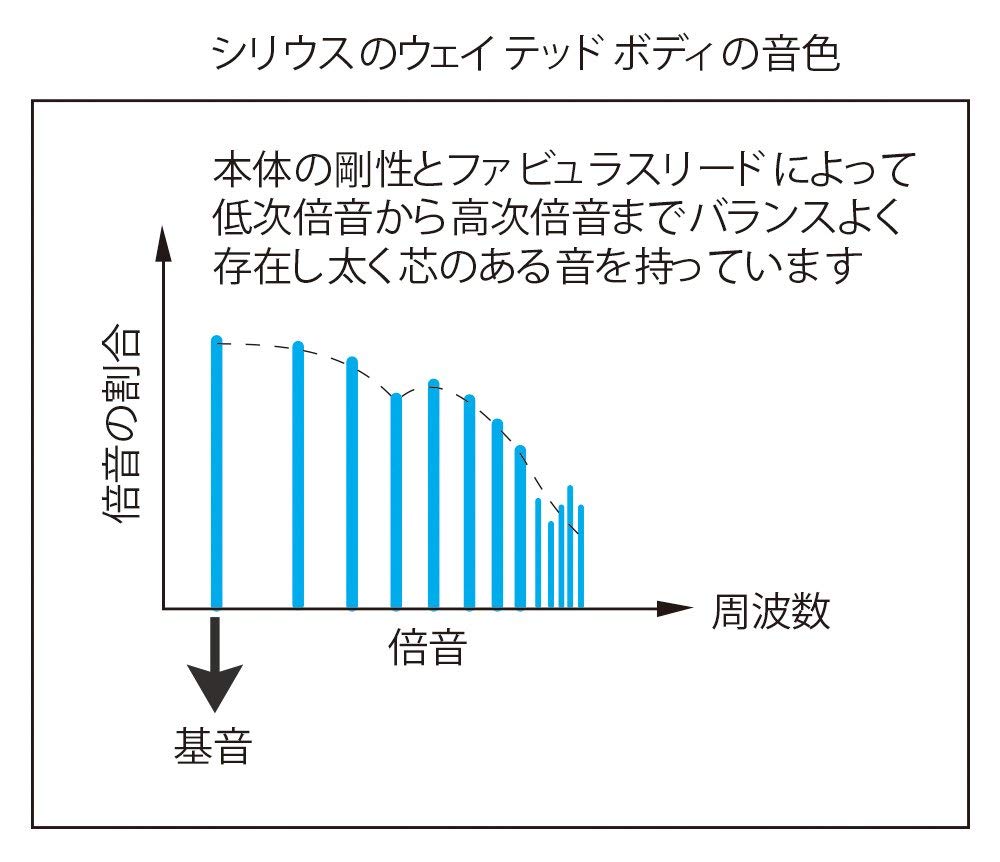 シリウスのウェイテッドボディの音色
本体の剛性とファビュラスリードによって
低次倍音から高次倍音までバランスよく
存在し太く芯のある音を持っています
倍音の割合
周波数
倍音
基音